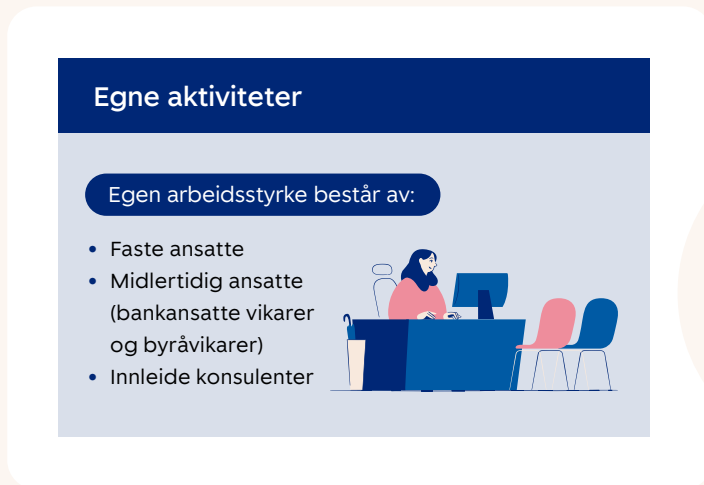 Egne aktiviteter
Egen arbeidsstyrke består av:
• Faste ansatte
• Midlertidig ansatte
(bankansatte vikarer
og byråvikarer)
• Innleide konsulenter